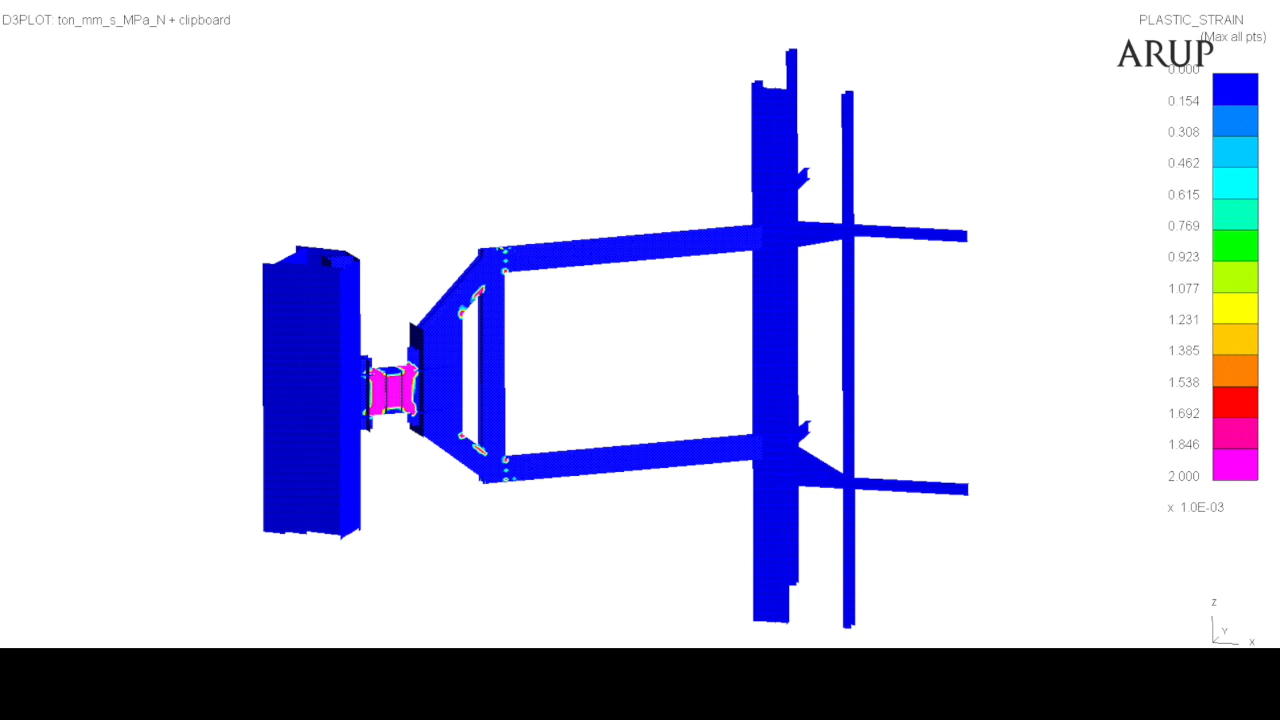 D3PLOT: ton_mm_s_MPa_N + clipboard
PLASTIC_STRAIN
(Max all pts)
ARUP
0.000
0.154
0.308
0.462
0.615
0.769
0.923
1.077
1.231
1.385
1.538
1.692
1.846
2.000
x 1.0E-03
Z
Y
X